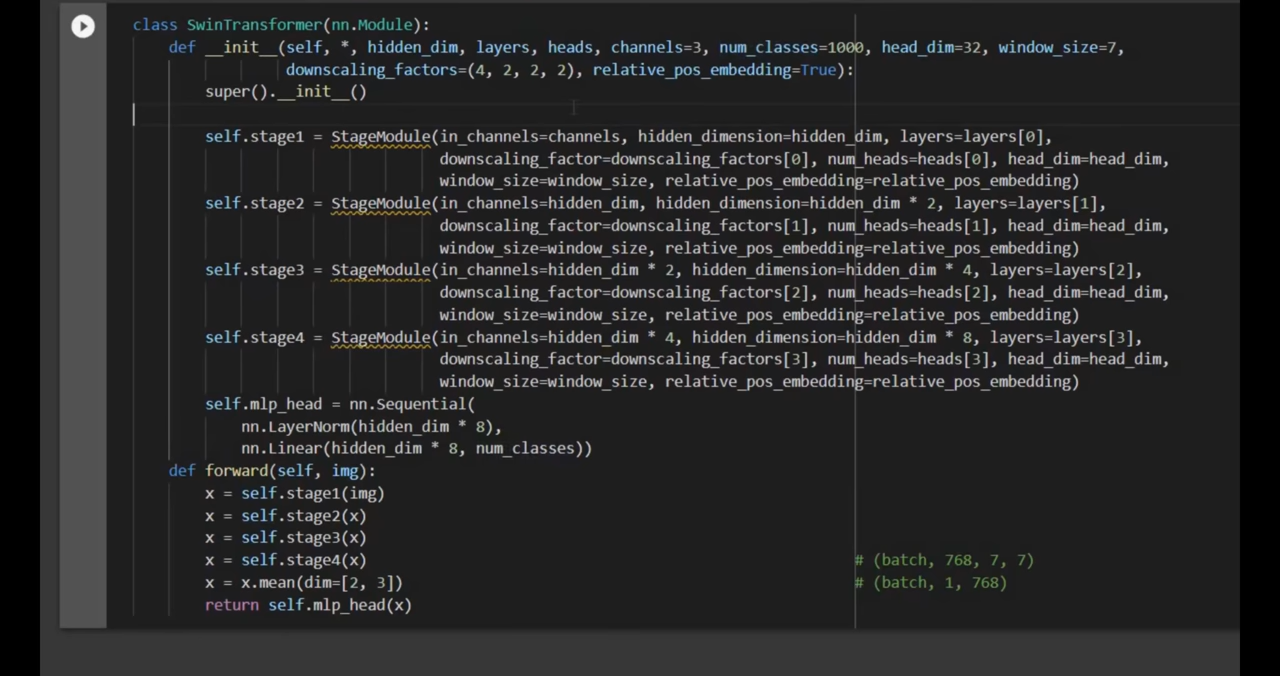 class SwinTransformer(nn.Module):
    def __init__(self, *, hidden_dim, layers, heads, channels=3, num_classes=1000, head_dim=32, window_size=7,
                 downscaling_factors=(4, 2, 2, 2), relative_pos_embedding=True):
        super().__init__()
        self.stage1 = StageModule(in_channels=channels, hidden_dimension=hidden_dim, layers=layers[0],
                                  downscaling_factor=downscaling_factors[0], num_heads=heads[0], head_dim=head_dim,
                                  window_size=window_size, relative_pos_embedding=relative_pos_embedding)
        self.stage2 = StageModule(in_channels=hidden_dim, hidden_dimension=hidden_dim * 2, layers=layers[1],
                                  downscaling_factor=downscaling_factors[1], num_heads=heads[1], head_dim=head_dim,
                                  window_size=window_size, relative_pos_embedding=relative_pos_embedding)
        self.stage3 = StageModule(in_channels=hidden_dim * 2, hidden_dimension=hidden_dim * 4, layers=layers[2],
                                  downscaling_factor=downscaling_factors[2], num_heads=heads[2], head_dim=head_dim,
                                  window_size=window_size, relative_pos_embedding=relative_pos_embedding)
        self.stage4 = StageModule(in_channels=hidden_dim * 4, hidden_dimension=hidden_dim * 8, layers=layers[3],
                                  downscaling_factor=downscaling_factors[3], num_heads=heads[3], head_dim=head_dim,
                                  window_size=window_size, relative_pos_embedding=relative_pos_embedding)
        self.mlp_head = nn.Sequential(
            nn.LayerNorm(hidden_dim * 8),
            nn.Linear(hidden_dim * 8, num_classes))
    def forward(self, img):
        x = self.stage1(img)
        x = self.stage2(x)
        x = self.stage3(x)
        x = self.stage4(x)                                                      # (batch, 768, 7, 7)
        x = x.mean(dim=[2, 3])                                                  # (batch, 1, 768)
        return self.mlp_head(x)